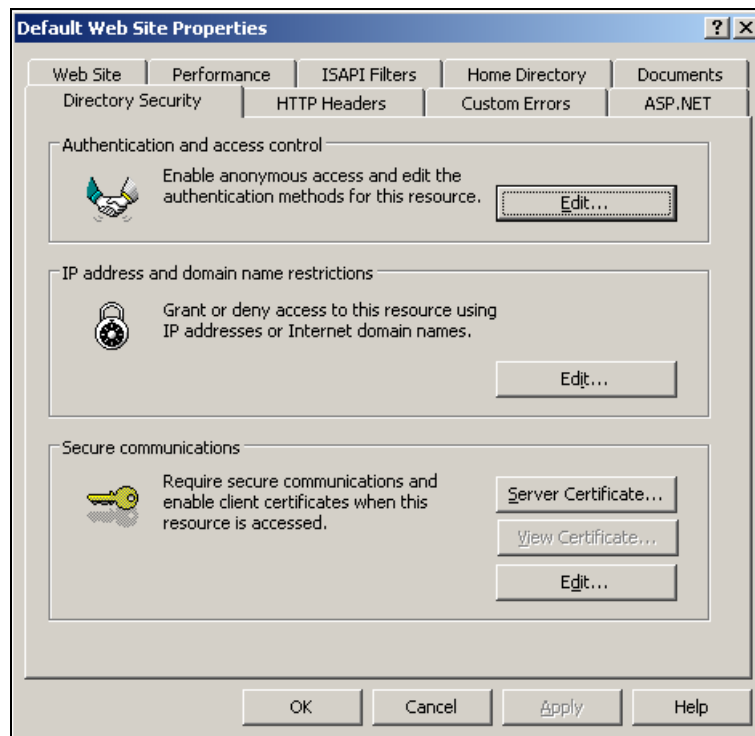 Default Web Site Properties
Web Site Performance ISAPI Filters Home Directory Documents
Directory Security HTTP Headers Custom Errors ASP.NET
Authentication and access control
Enable anonymous access and edit the
authentication methods for this resource.
Edit...
IP address and domain name restrictions
Grant or deny access to this resource using
IP addresses or Internet domain names.
Edit...
Secure communications
Require secure communications and
enable client certificates when this
resource is accessed.
Server Certificate...
View Certificate...
Edit...
OK Cancel Apply Help